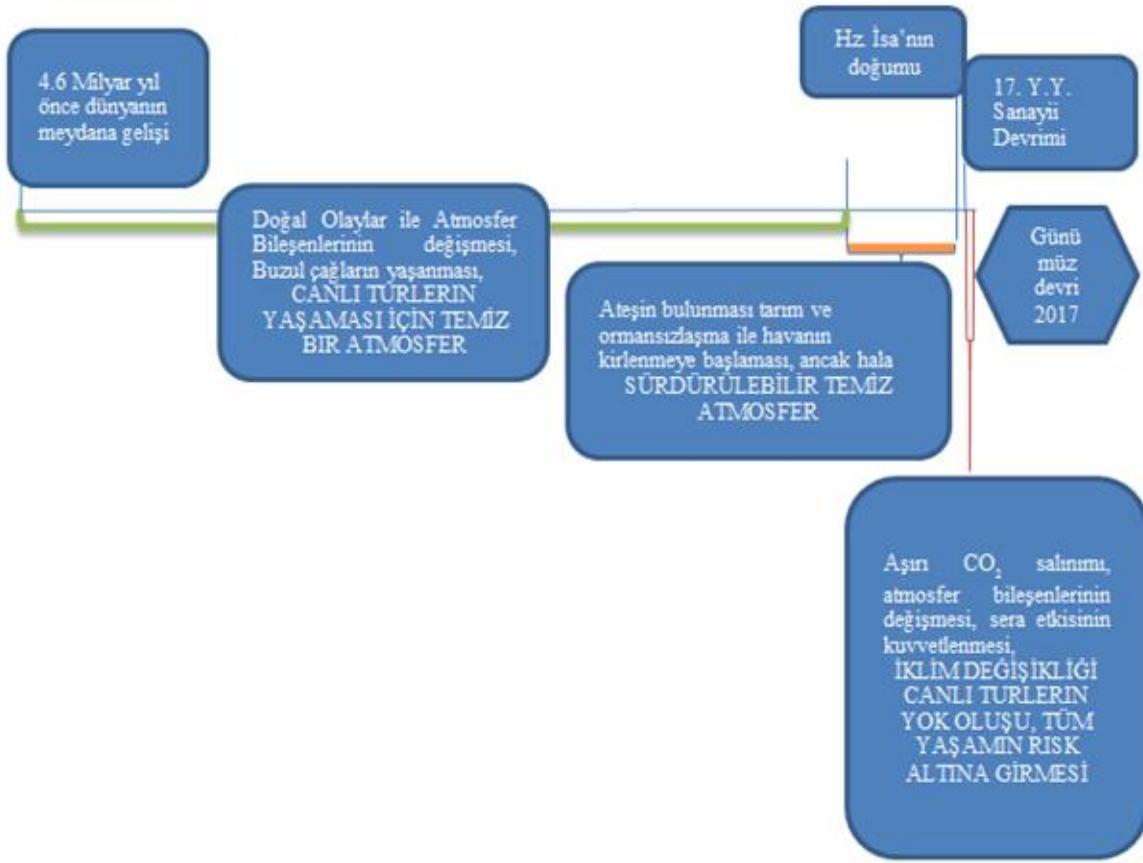 4.6 Milyar yıl
önce dünyanın
meydana gelişi
Hz. İsa’nın
doğumu
17. Y.Y.
Sanayii
Devrimi
Doğal Olaylar ile Atmosfer
Bileşenlerinin değişmesi,
Buzul çağların yaşanması,
CANLI TÜRLERIN
YAŞAMASI İÇİN TEMİZ
BIR ATMOSFER
Günü
müz
devri
2017
Ateşin bulunması tarım ve
ormansızlaşma ile havanın
kirlenmeye başlaması, ancak hala
SÜRDÜRÜLEBİLİR TEMİZ
ATMOSFER
Aşırı CO₂ salınımı,
atmosfer bileşenlerinin
değişmesi, sera etkisinin
kuvvetlenmesi,
İKLİM DEĞİŞİKLİĞİ
CANLI TURLERIN
YOK OLUŞU, TÜM
YAŞAMIN RISK
ALTINA GİRMESİ